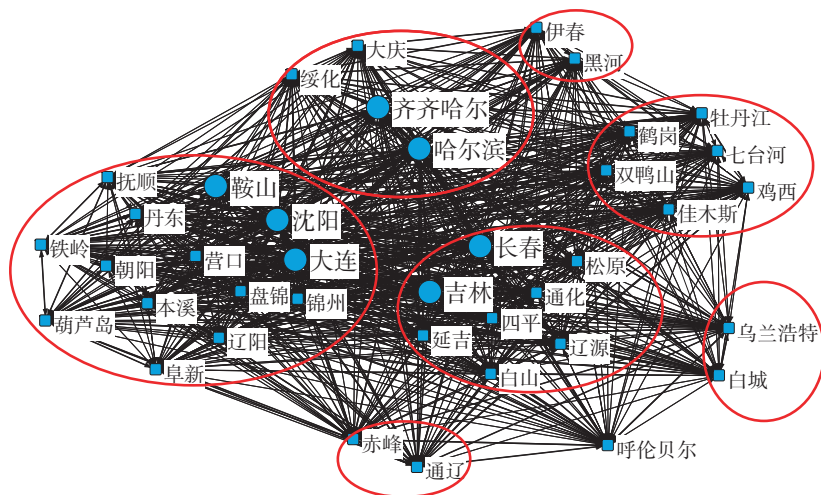 伊春
大庆
黑河
绥化
齐齐哈尔
牡丹江
鹤岗
哈尔滨
七台河
双鸭山
抚顺
鞍山
鸡西
丹东
沈阳
佳木斯
铁岭
长春
营口
大连
松原
朝阳
吉林
盘锦
锦州
通化
本溪
葫芦岛
四平
乌兰浩特
延吉
辽阳
辽源
阜新
白山
白城
赤峰
呼伦贝尔
通辽